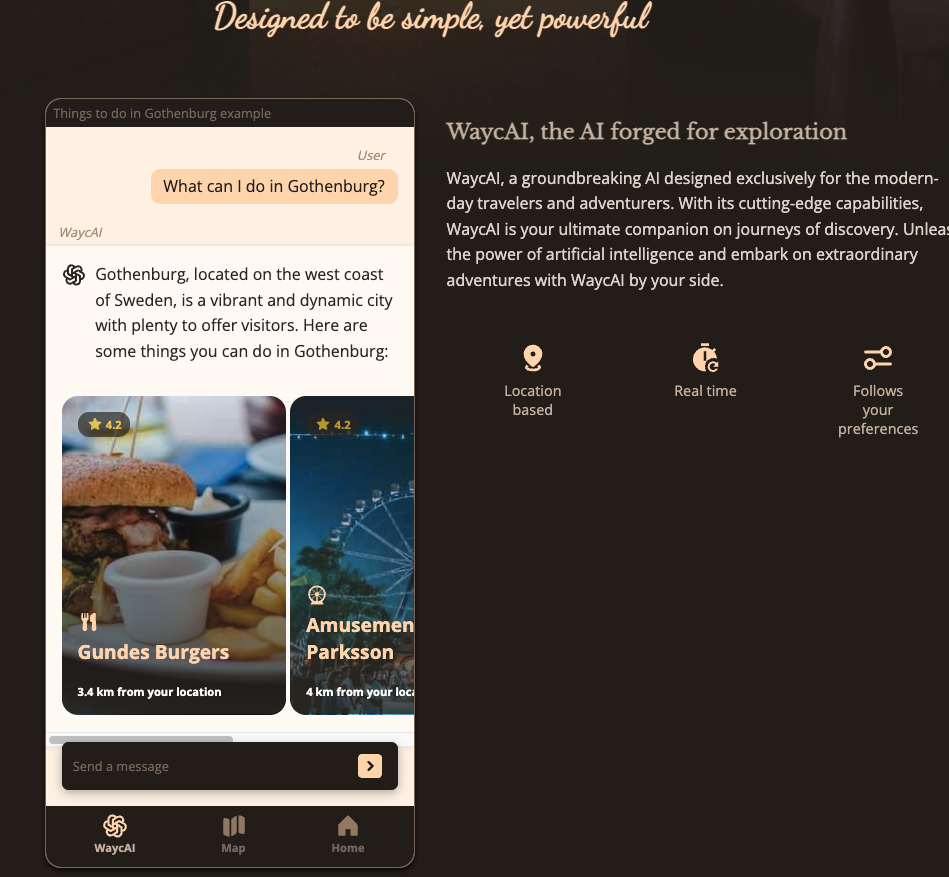 Designed to be simple, yet powerful
Things to do in Gothenburg example
User
What can I do in Gothenburg?
WaycAI
Gothenburg, located on the west coast
of Sweden, is a vibrant and dynamic city
with plenty to offer visitors. Here are
some things you can do in Gothenburg:
4.2
Gundes Burgers
3.4 km from your location
4.2
Amusemen
Parksson
4 km from your loca
Send a message
WaycAI
Map
Home
WaycAI, the AI forged for exploration
WaycAI, a groundbreaking AI designed exclusively for the modern-
day travelers and adventurers. With its cutting-edge capabilities,
WaycAI is your ultimate companion on journeys of discovery. Unleas
the power of artificial intelligence and embark on extraordinary
adventures with WaycAI by your side.
Location
based
Real time
Follows
your
preferences